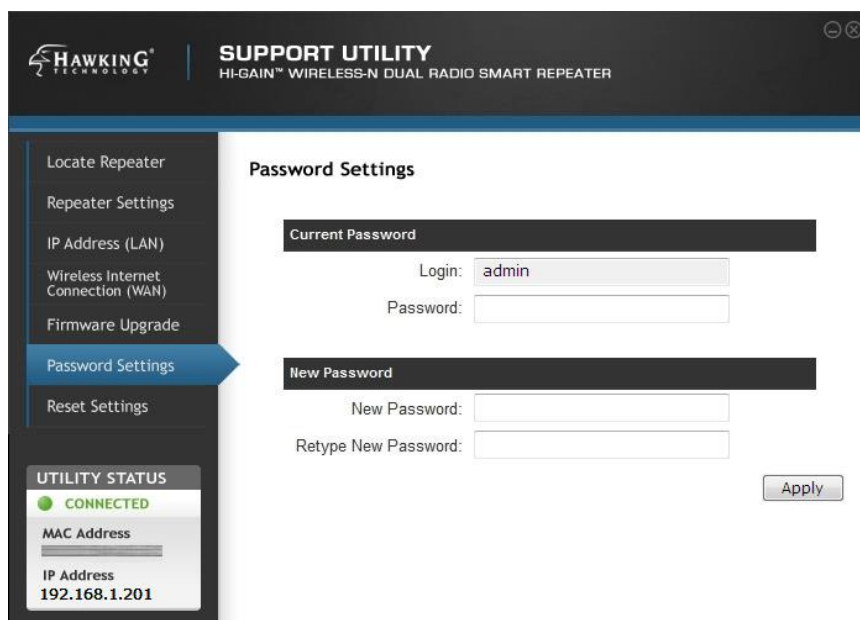 HAWKING®
TECHNOLOGY
SUPPORT UTILITY
HI-GAIN™ WIRELESS-N DUAL RADIO SMART REPEATER
Locate Repeater
Repeater Settings
IP Address (LAN)
Wireless Internet
Connection (WAN)
Firmware Upgrade
Password Settings
Reset Settings
UTILITY STATUS
CONNECTED
MAC Address
IP Address
192.168.1.201
Password Settings
Current Password
Login: admin
Password:
New Password
New Password:
Retype New Password:
Apply